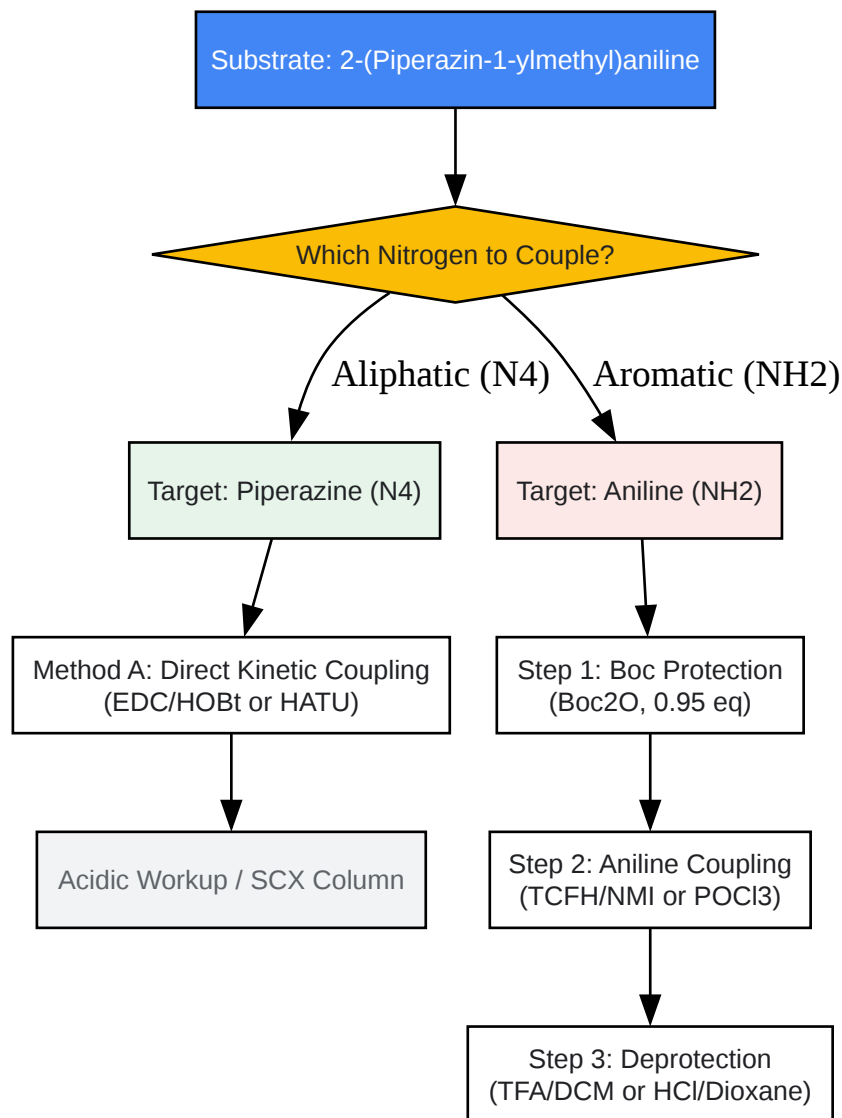 Substrate: 2-(Piperazin-1-ylmethyl)aniline
Which Nitrogen to Couple?
Aliphatic (N4)
Aromatic (NH2)
Target: Piperazine (N4)
Target: Aniline (NH2)
Method A: Direct Kinetic Coupling
(EDC/HOBt or HATU)
Step 1: Boc Protection
(Boc2O, 0.95 eq)
Acidic Workup / SCX Column
Step 2: Aniline Coupling
(TCFH/NMI or POCl3)
Step 3: Deprotection
(TFA/DCM or HCl/Dioxane)